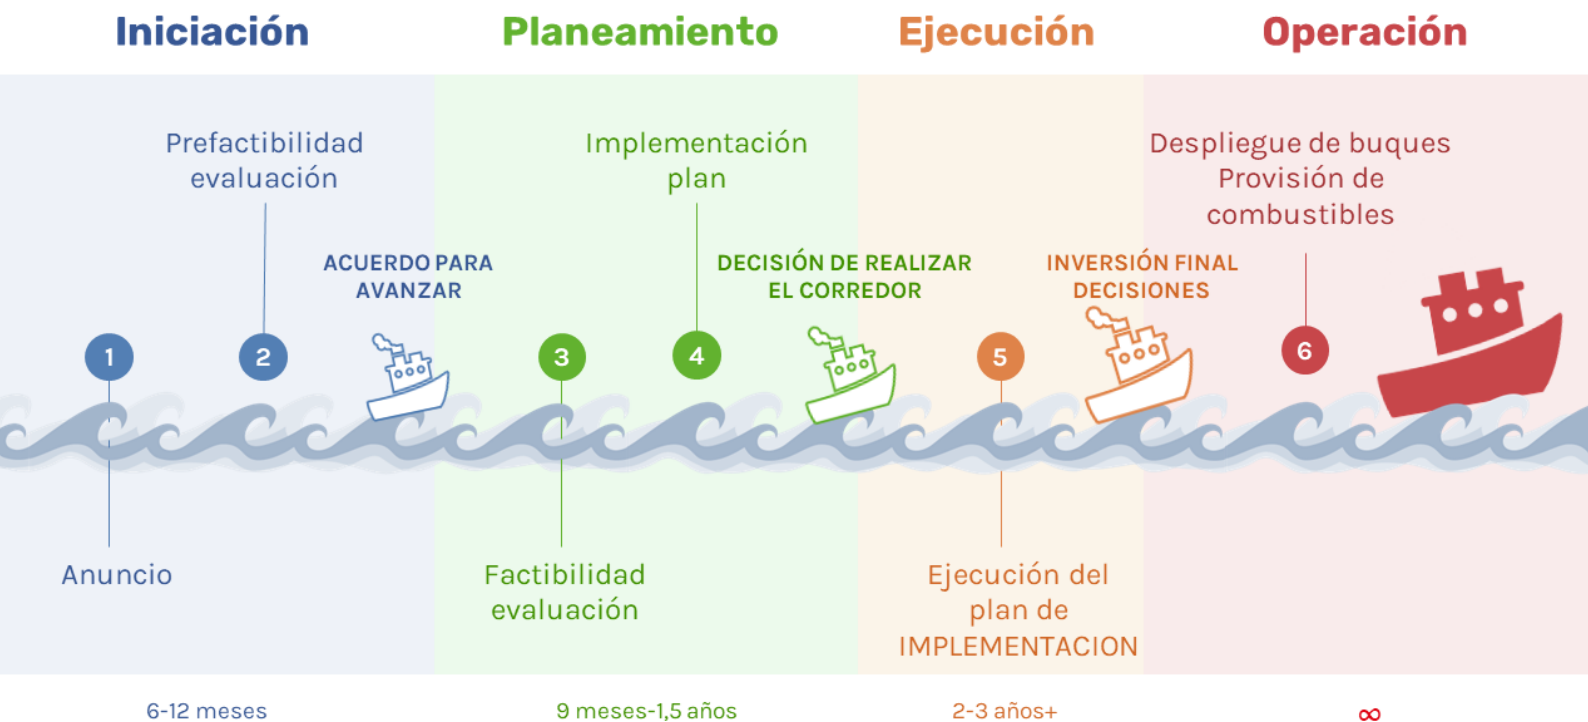 Iniciación
Planeamiento
Ejecución
Operación
Prefactibilidad
evaluación
Implementación
plan
Despliegue de buques
Provisión de
combustibles
ACUERDO PARA
AVANZAR
DECISIÓN DE REALIZAR
EL CORREDOR
INVERSIÓN FINAL
DECISIONES
1
2
3
4
5
6
Anuncio
Factibilidad
evaluación
Ejecución del
plan de
IMPLEMENTACION
6-12 meses
9 meses-1,5 años
2-3 años+
∞